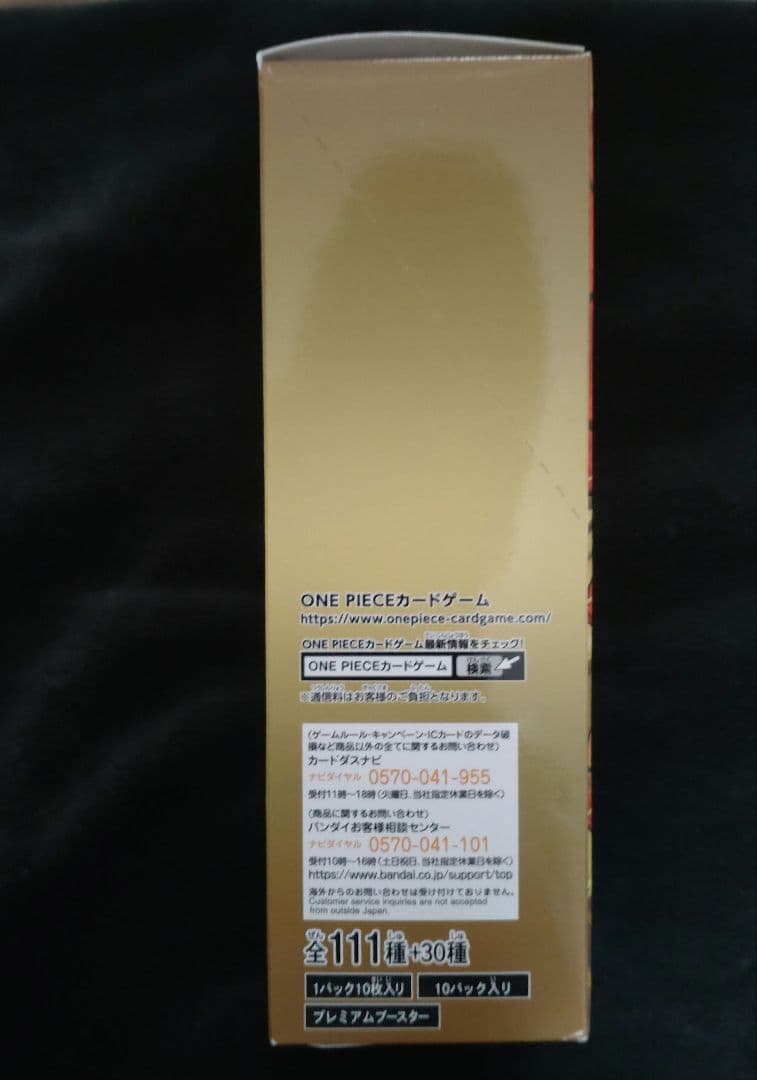 ONE PIECEカードゲーム
https://www.onepiece-cardgame.com/
ONE PIECEカードゲーム最新情報をチェック!
ONE PIECEカードゲーム 検索
※通信料はお客様のご負担となります。
(ゲームルール・キャンペーン・ICカードのデータ破
損など商品以外の全てに関するお問い合わせ)
カードダスナビ
ナビダイヤル 0570-041-955
受付11時~18時(火曜日、当社指定休業日を除く)
(商品に関するお問い合わせ)
バンダイお客様相談センター
ナビダイヤル 0570-041-101
受付10時~16時(土日祝日、当社指定休業日を除く)
https://www.bandai.co.jp/support/top
海外からのお問い合わせは受け付けておりません。
Customer service inquiries are not accepted
from outside Japan.
全111種+30種
1パック10枚入り 10パック入り
プレミアムブースター